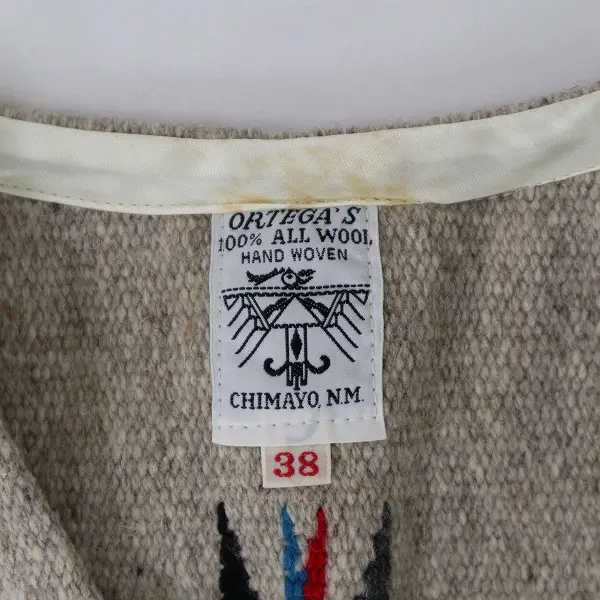 ORTEGA'S
100% ALL WOOL
HAND WOVEN
CHIMAYO, N.M.
38